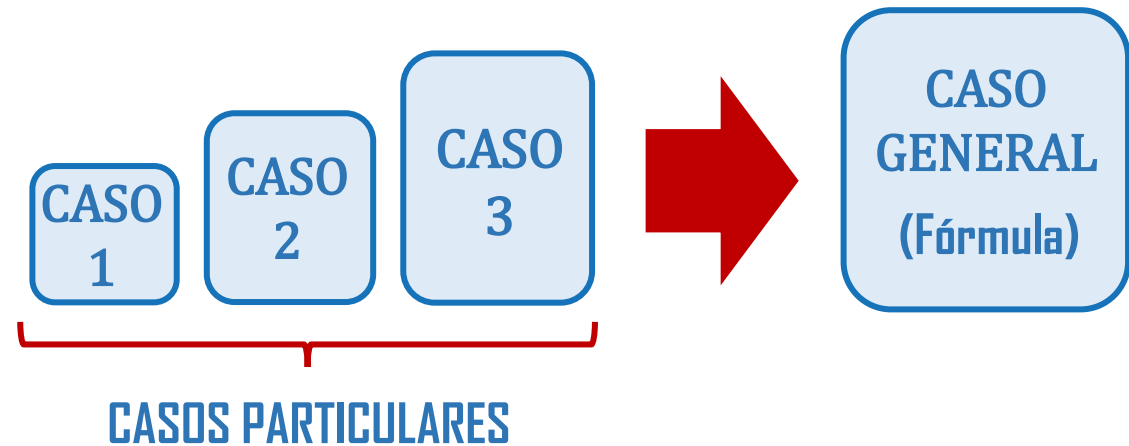 CASO
1
CASO
2
CASO
3
CASO
GENERAL
(Fórmula)
CASOS PARTICULARES